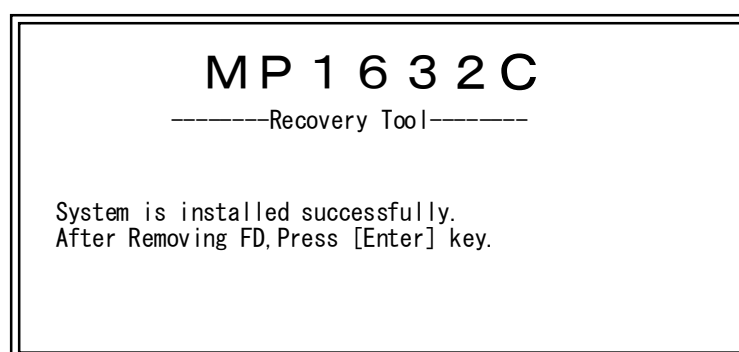 MP1632C
--------Recovery Tool--------
System is installed successfully.
After Removing FD,Press [Enter] key.